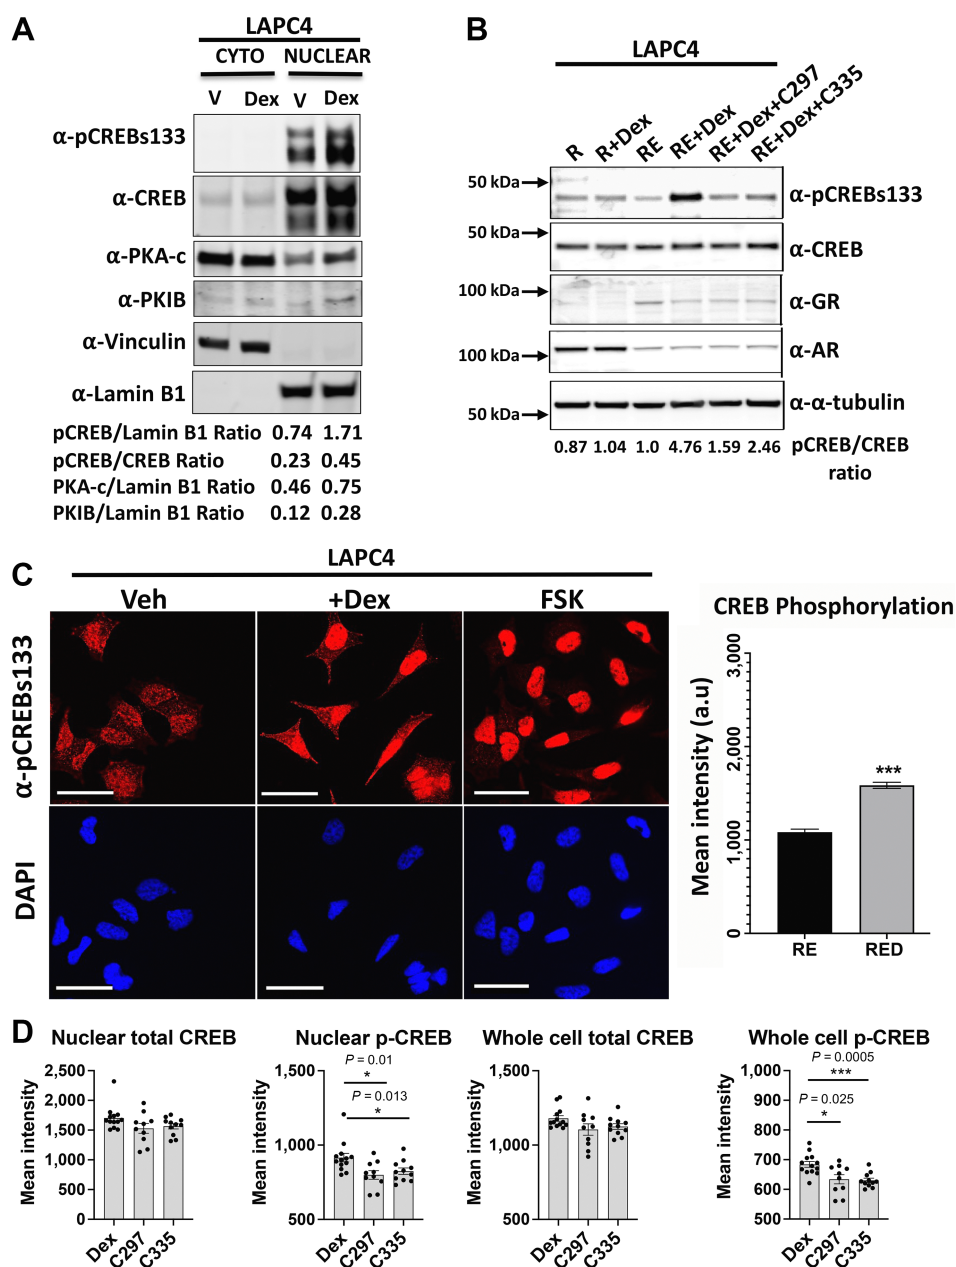 A
LAPC4
CYTO NUCLEAR
V Dex V Dex
α-pCREBs133
α-CREB
α-PKA-c
α-PKIB
α-Vinculin
α-Lamin B1
pCREB/Lamin B1 Ratio 0.74 1.71
pCREB/CREB Ratio 0.23 0.45
PKA-c/Lamin B1 Ratio 0.46 0.75
PKIB/Lamin B1 Ratio 0.12 0.28
B
LAPC4
R R+Dex RE RE+Dex RE+Dex+C297 RE+Dex+C335
50 kDa α-pCREBs133
50 kDa α-CREB
100 kDa α-GR
100 kDa α-AR
50 kDa α-α-tubulin
0.87 1.04 1.0 4.76 1.59 2.46 pCREB/CREB
ratio
C
LAPC4
Veh +Dex FSK
α-pCREBs133
DAPI
CREB Phosphorylation
Mean intensity (a.u)
3,000
2,000
1,000
0
***
RE RED
D
Nuclear total CREB
Mean intensity
2,500
2,000
1,500
1,000
500
0
Dex C297 C335
Nuclear p-CREB
P = 0.01
*
P = 0.013
*
Mean intensity
1,500
1,000
500
Dex C297 C335
Whole cell total CREB
Mean intensity
1,500
1,000
500
Dex C297 C335
Whole cell p-CREB
P = 0.0005
***
P = 0.025
*
Mean intensity
1,000
900
800
700
600
500
Dex C297 C335